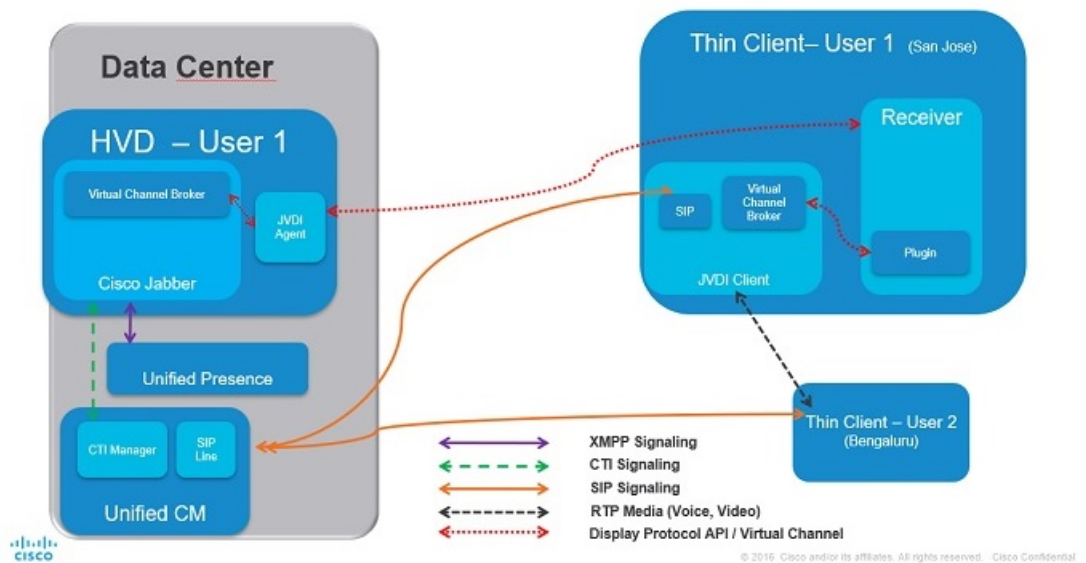 Data Center
HVD – User 1
Virtual Channel Broker
JVDI
Agent
Cisco Jabber
Unified Presence
CTI Manager
SIP
Line
Unified CM
Thin Client– User 1 (San Jose)
Receiver
SIP
Virtual
Channel
Broker
Plugin
JVDI Client
Thin Client – User 2
(Bengaluru)
XMPP Signaling
CTI Signaling
SIP Signaling
RTP Media (Voice, Video)
Display Protocol API / Virtual Channel
CISCO
© 2016 Cisco and/or its affiliates. All rights reserved. Cisco Confidential